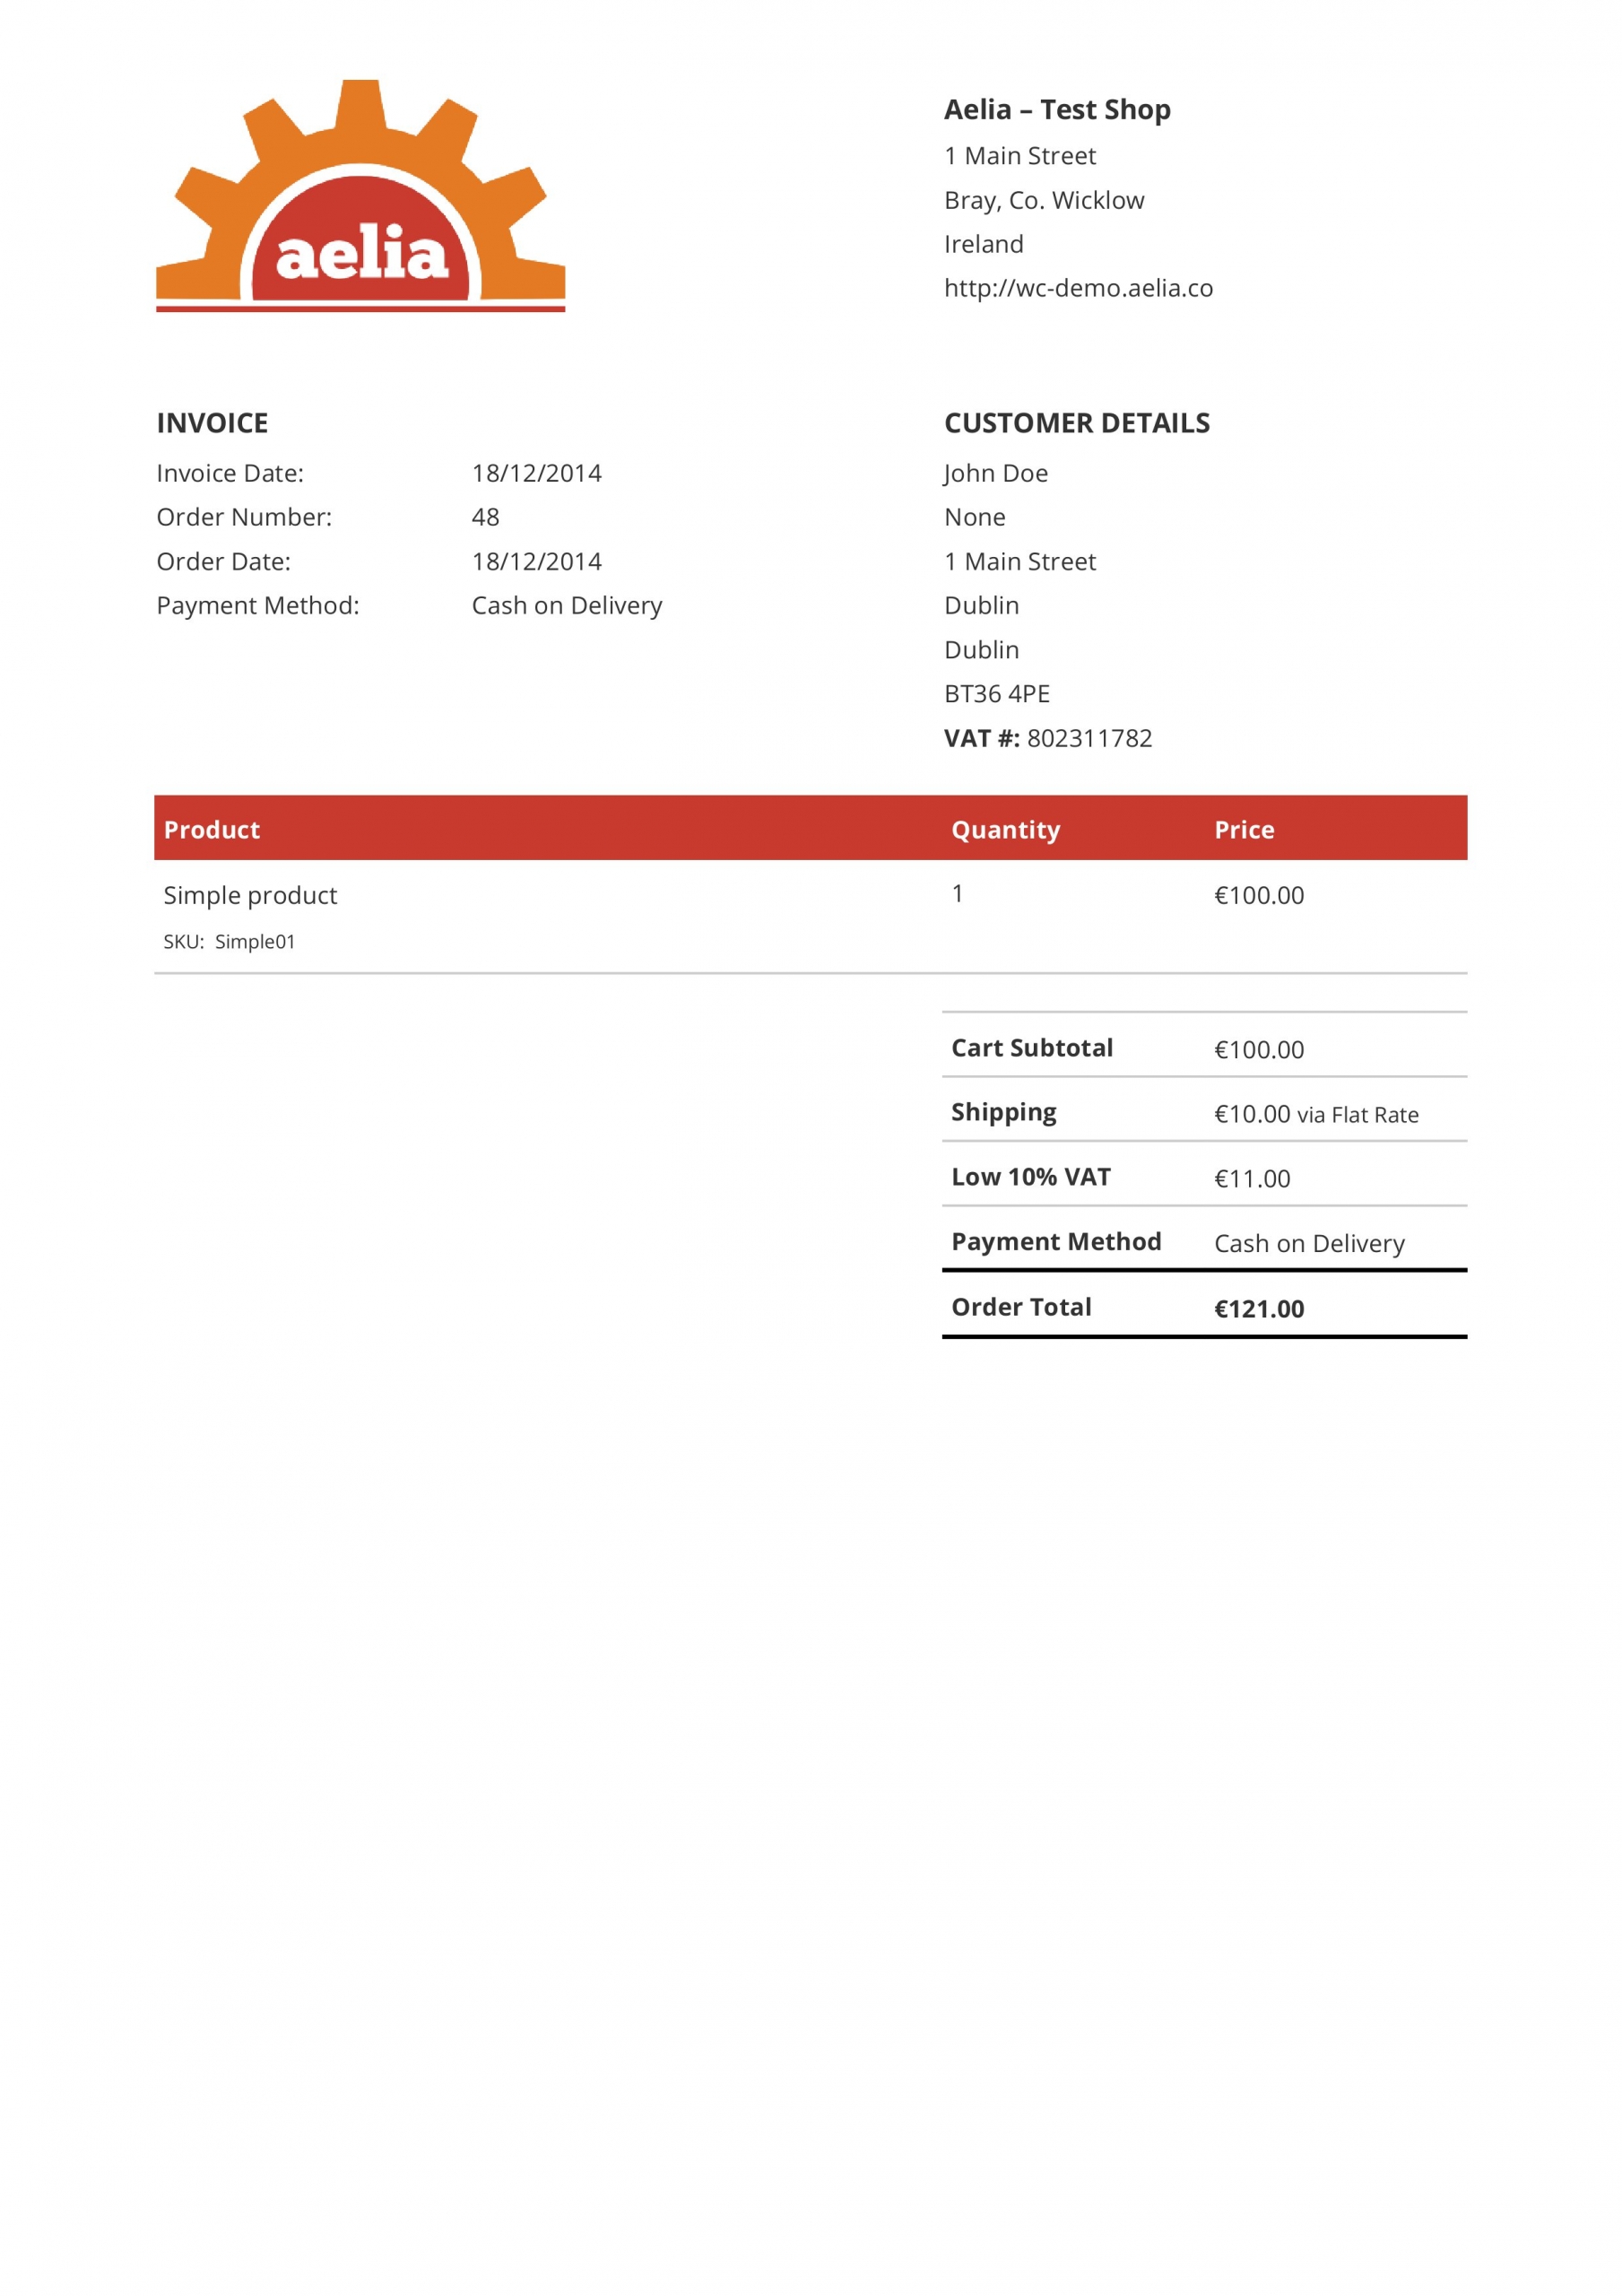 aelia
Aelia – Test Shop
1 Main Street
Bray, Co. Wicklow
Ireland
http://wc-demo.aelia.co
INVOICE
Invoice Date: 18/12/2014
Order Number: 48
Order Date: 18/12/2014
Payment Method: Cash on Delivery
CUSTOMER DETAILS
John Doe
None
1 Main Street
Dublin
Dublin
BT36 4PE
VAT #: 802311782
Product Quantity Price
Simple product 1 €100.00
SKU: Simple01
Cart Subtotal €100.00
Shipping €10.00 via Flat Rate
Low 10% VAT €11.00
Payment Method Cash on Delivery
Order Total €121.00